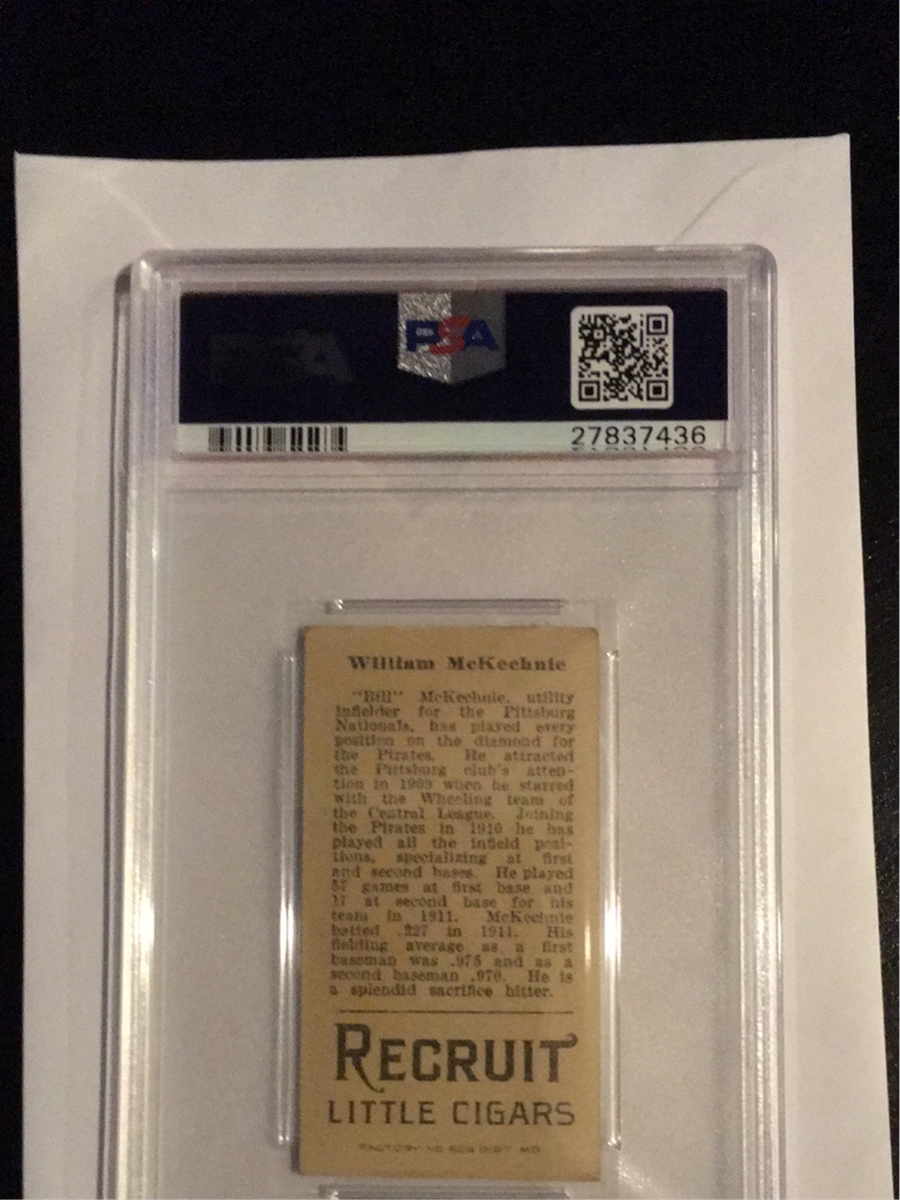 PSA
27837436
William McKechnie
"Bill" McKechnie, utility
infielder for the Pittsburg
Nationals, has played every
position on the diamond for
the Pirates. He attracted
the Pittsburg club's atten-
tion in 1909 when he starred
with the Wheeling team of
the Central League. Joining
the Pirates in 1910 he has
played all the infield posi-
tions, specializing at first
and second bases. He played
57 games at first base and
17 at second base for his
team in 1911. McKechnie
batted .227 in 1911. His
fielding average as a first
baseman was .975 and as a
second baseman .970. He is
a splendid sacrifice hitter.
RECRUIT
LITTLE CIGARS
FACTORY NO DIST. MD